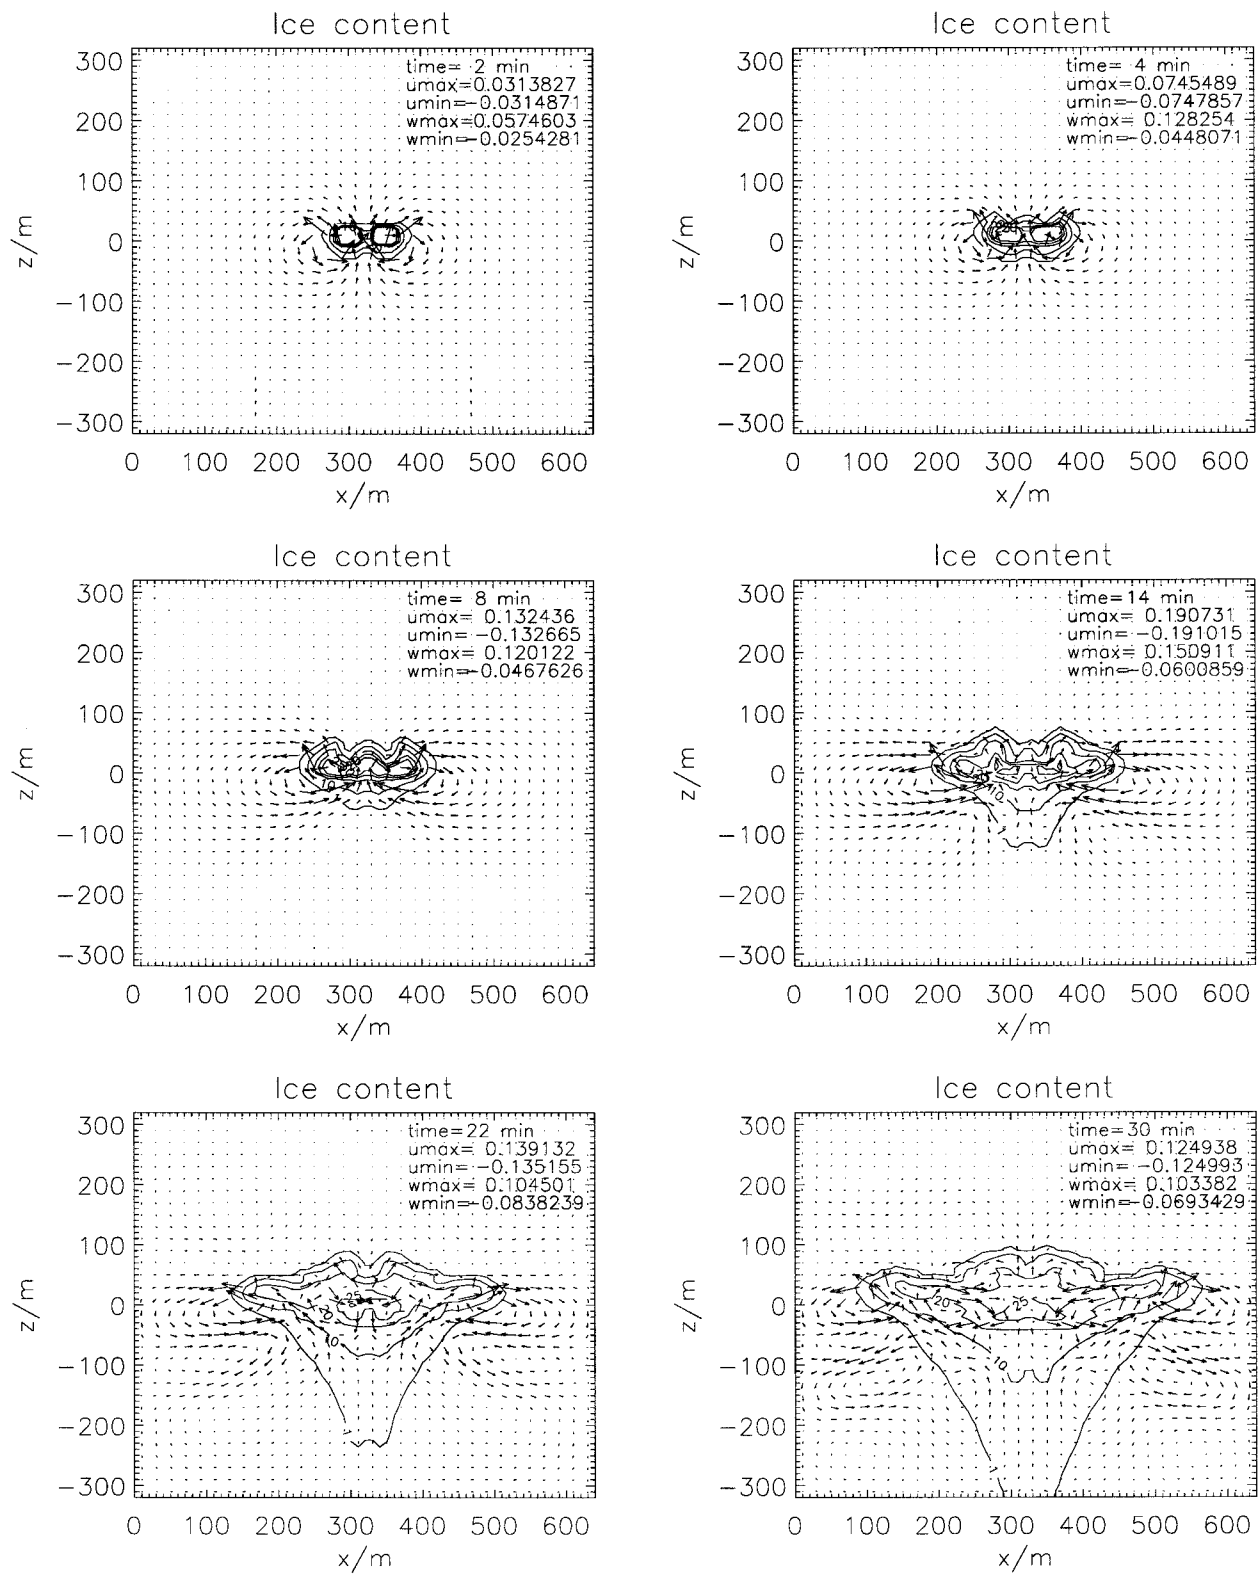 Ice content
time= 2 min
umax=0.0313827
umin=-0.0314871
wmax=0.0574603
wmin=-0.0254281
300
200
100
0
-100
-200
-300
z/m
0 100 200 300 400 500 600
x/m
Ice content
time= 4 min
umax=0.0745489
umin=-0.0747857
wmax=0.128254
wmin=-0.0448071
300
200
100
0
-100
-200
-300
z/m
0 100 200 300 400 500 600
x/m
Ice content
time= 8 min
umax= 0.132436
umin= -0.132665
wmax= 0.120122
wmin=-0.0467626
300
200
100
0
-100
-200
-300
z/m
10
0 100 200 300 400 500 600
x/m
Ice content
time=14 min
umax= 0.190731
umin= -0.191015
wmax= 0.150911
wmin=-0.0600859
300
200
100
0
-100
-200
-300
z/m
10
1
0 100 200 300 400 500 600
x/m
Ice content
time=22 min
umax= 0.139132
umin= -0.135155
wmax= 0.104501
wmin=-0.0838239
300
200
100
0
-100
-200
-300
z/m
25
20
10
1
0 100 200 300 400 500 600
x/m
Ice content
time=30 min
umax= 0.124938
umin= -0.124993
wmax= 0.103382
wmin=-0.0693429
300
200
100
0
-100
-200
-300
z/m
20
25
10
1
0 100 200 300 400 500 600
x/m